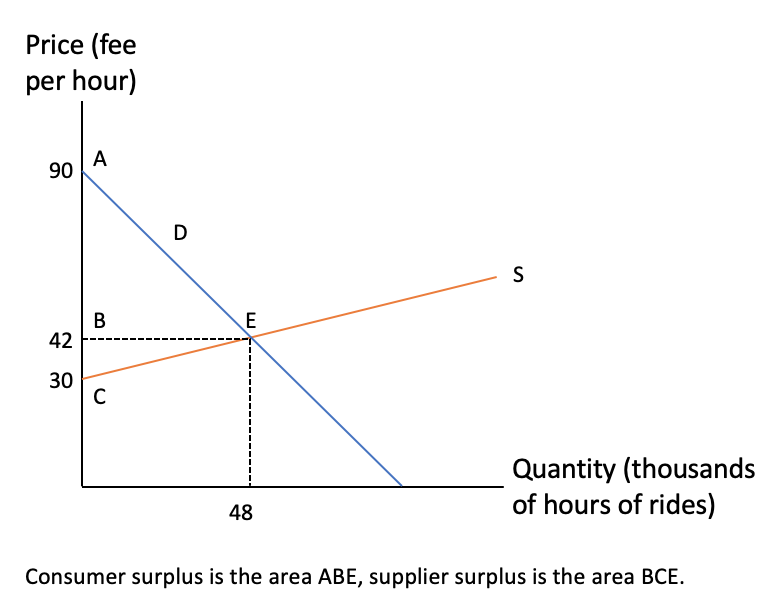 Price (fee
per hour)
A
90
D
S
B
E
42
30
C
Quantity (thousands
of hours of rides)
48
Consumer surplus is the area ABE, supplier surplus is the area BCE.